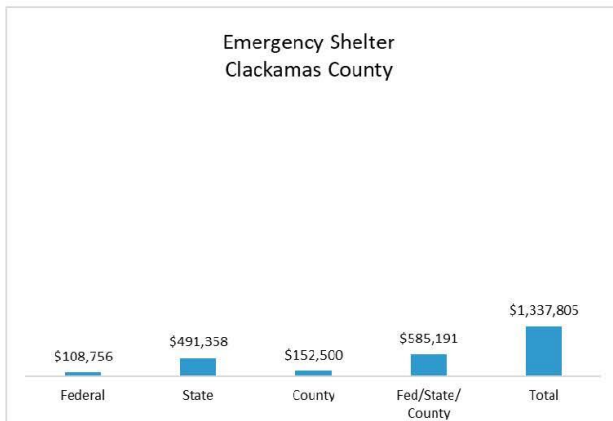 Emergency Shelter
Clackamas County
$1,337,805
$491,358
$585,191
$108,756
$152,500
Federal
State
County
Fed/State/
County
Total